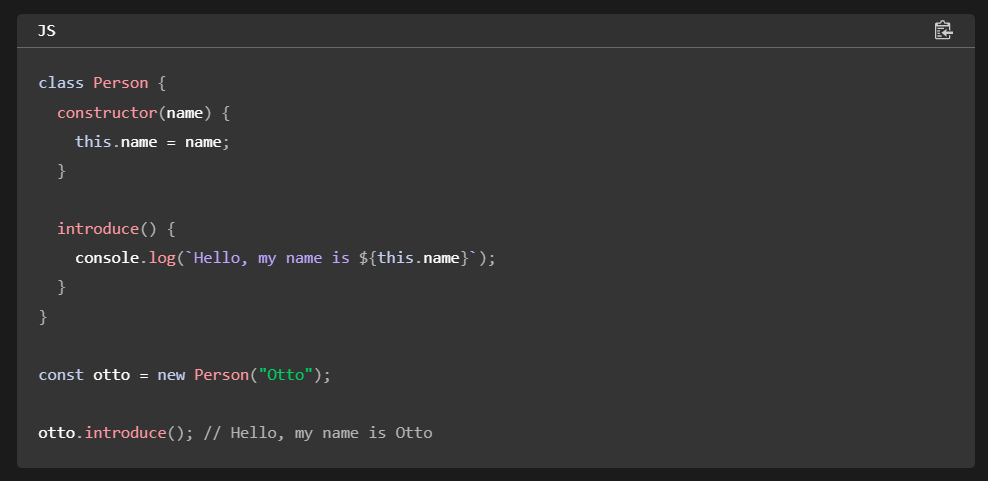 JS
class Person {
  constructor(name) {
    this.name = name;
  }
  introduce() {
    console.log(`Hello, my name is ${this.name}`);
  }
}
const otto = new Person("Otto");
otto.introduce(); // Hello, my name is Otto